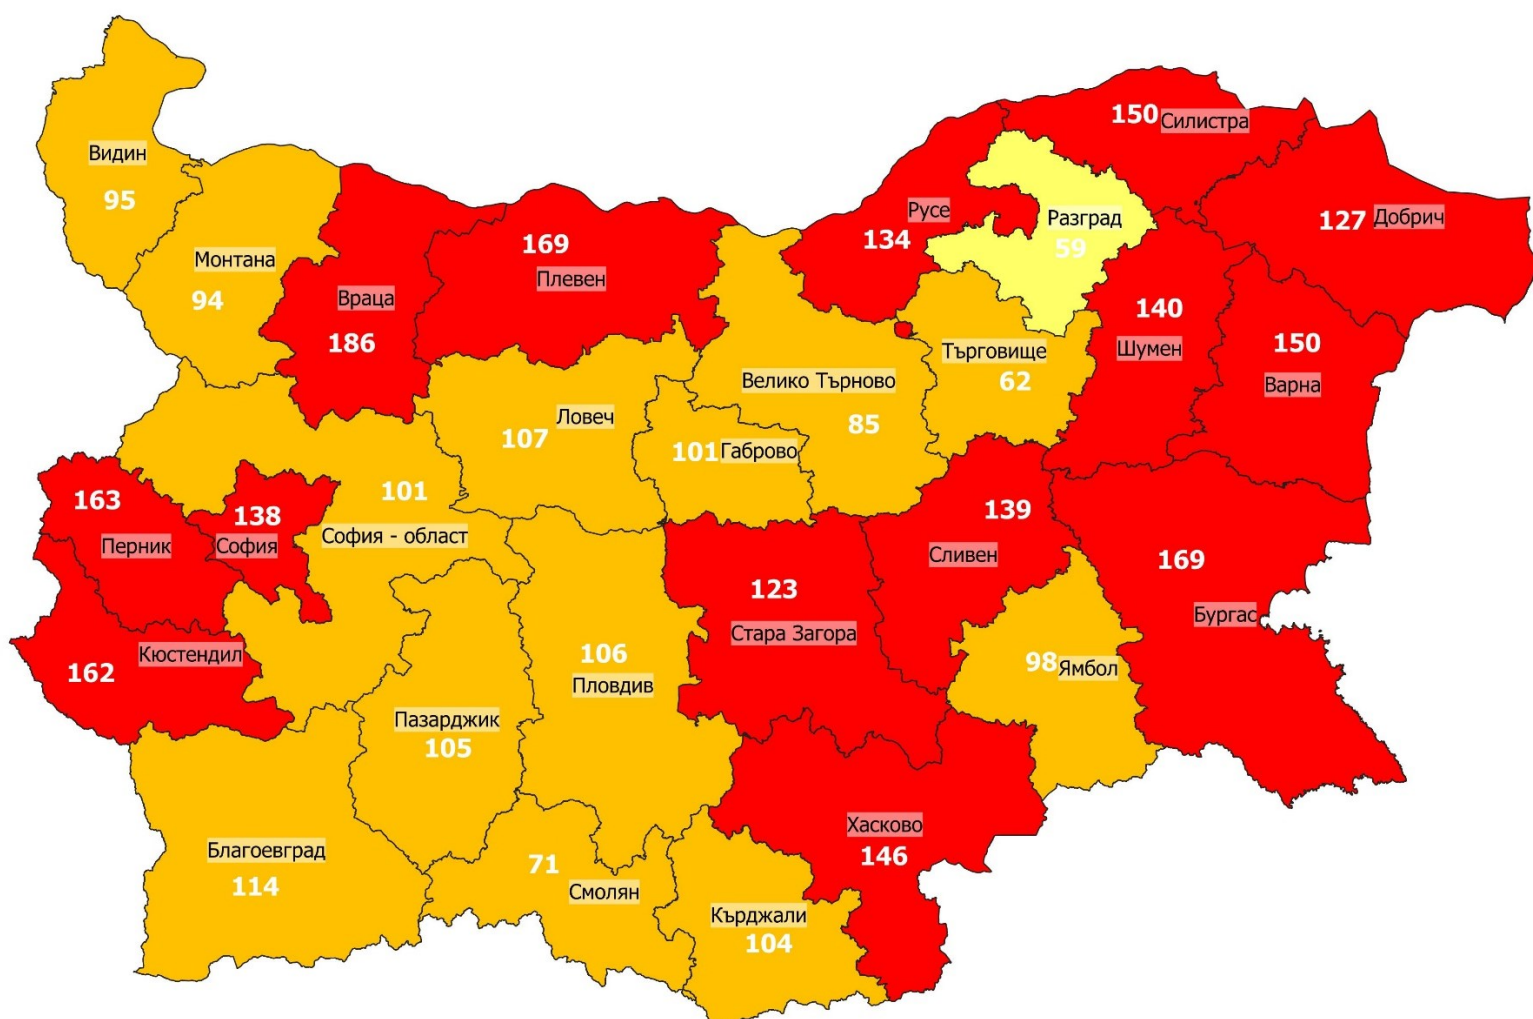 150
Силистра
Видин
95
Русе
134
Разград
59
127
Добрич
Монтана
94
169
Плевен
Враца
186
140
Шумен
150
Варна
Търговище
62
Велико Търново
85
Ловеч
107
101
Габрово
163
Перник
138
София
101
София - област
139
Сливен
169
Бургас
123
Стара Загора
Кюстендил
162
106
Пловдив
98
Ямбол
Пазарджик
105
Хасково
146
Благоевград
114
71
Смолян
Кърджали
104